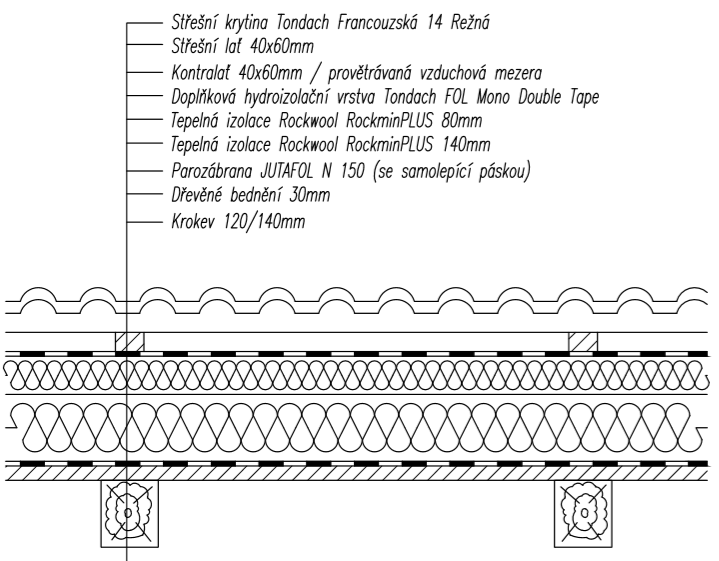 Střešní krytina Tondach Francouzská 14 Režná
Střešní lať 40x60mm
Kontralať 40x60mm / provětrávaná vzduchová mezera
Doplňková hydroizolační vrstva Tondach FOL Mono Double Tape
Tepelná izolace Rockwool RockminPLUS 80mm
Tepelná izolace Rockwool RockminPLUS 140mm
Parozábrana JUTAFOL N 150 (se samolepící páskou)
Dřevěné bednění 30mm
Krokev 120/140mm